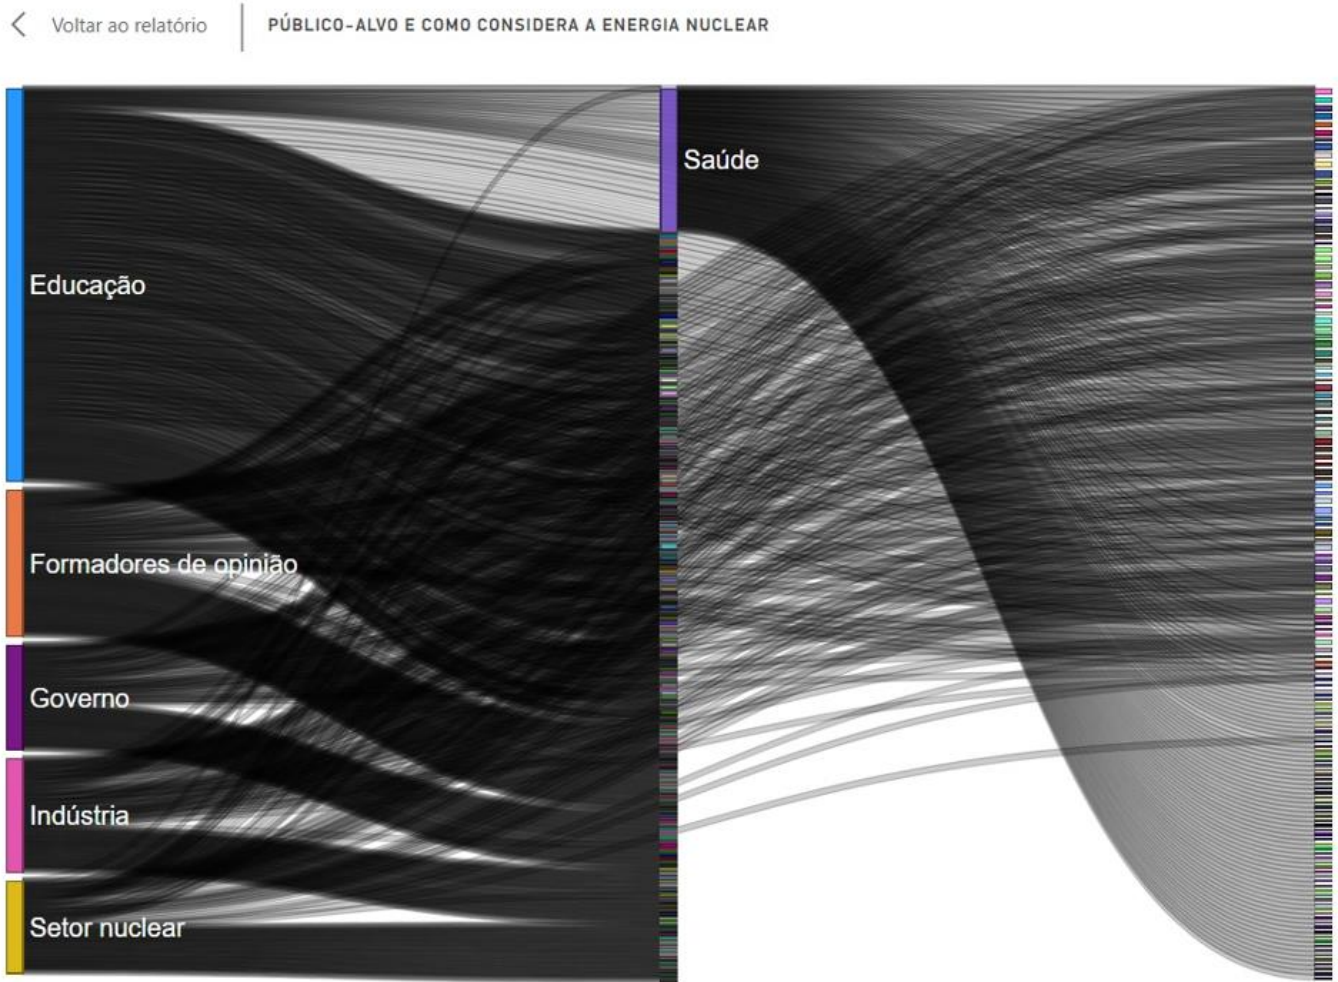 Voltar ao relatório
PÚBLICO-ALVO E COMO CONSIDERA A ENERGIA NUCLEAR
Saúde
Educação
Formadores de opinião
Governo
Indústria
Setor nuclear